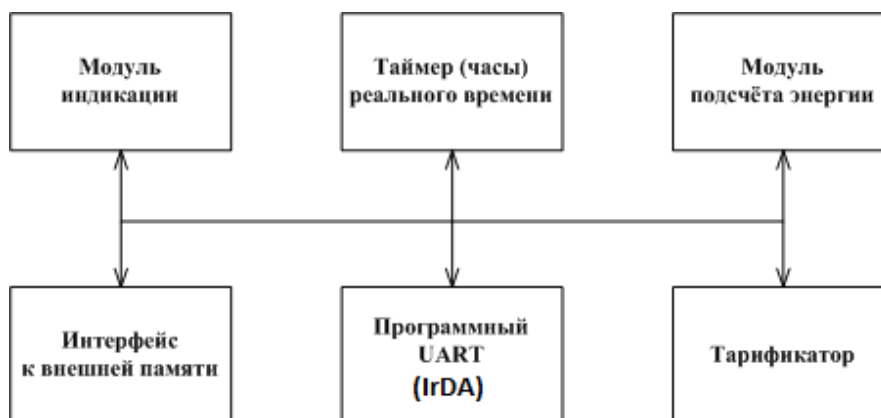 Модуль
индикации
Таймер (часы)
реального времени
Модуль
подсчёта энергии
Интерфейс
к внешней памяти
Программный
UART
(IrDA)
Тарификатор